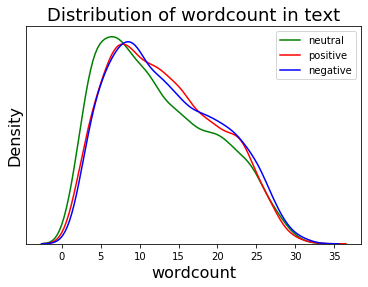 Distribution of wordcount in text
neutral
positive
negative
Density
0 5 10 15 20 25 30 35
wordcount